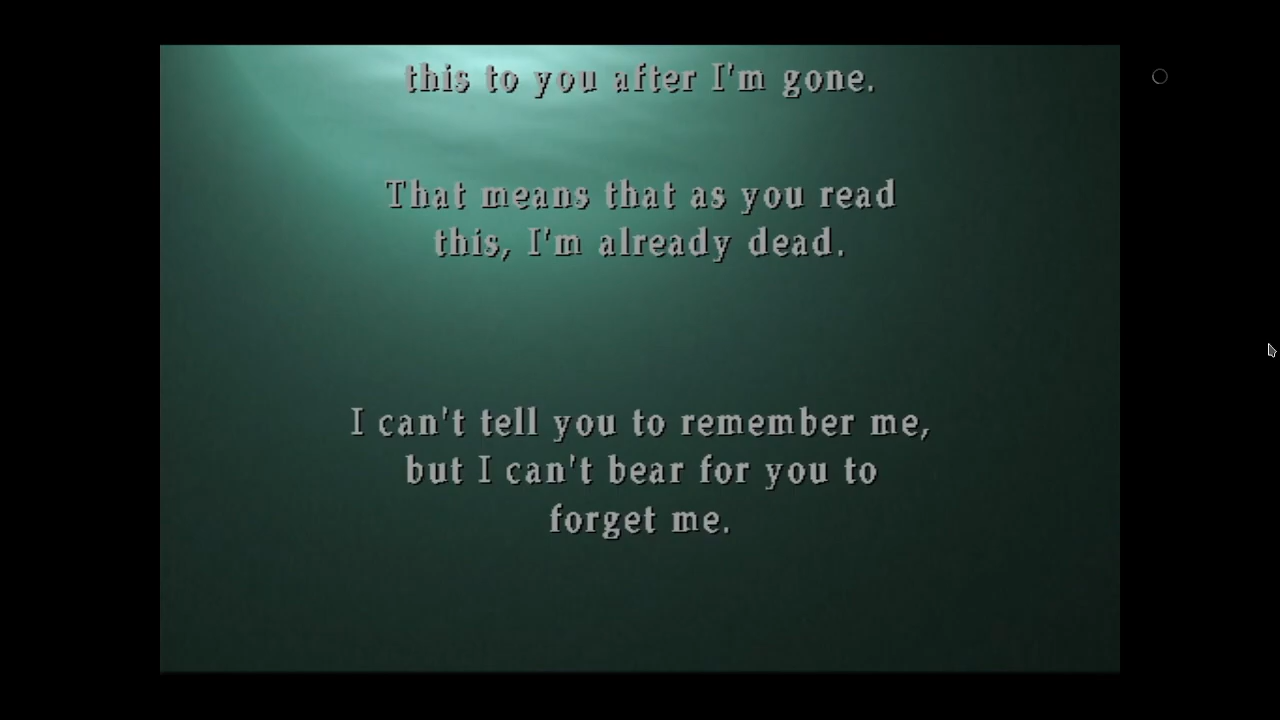 this to you after I'm gone.
That means that as you read
this, I'm already dead.
I can't tell you to remember me,
but I can't bear for you to
forget me.